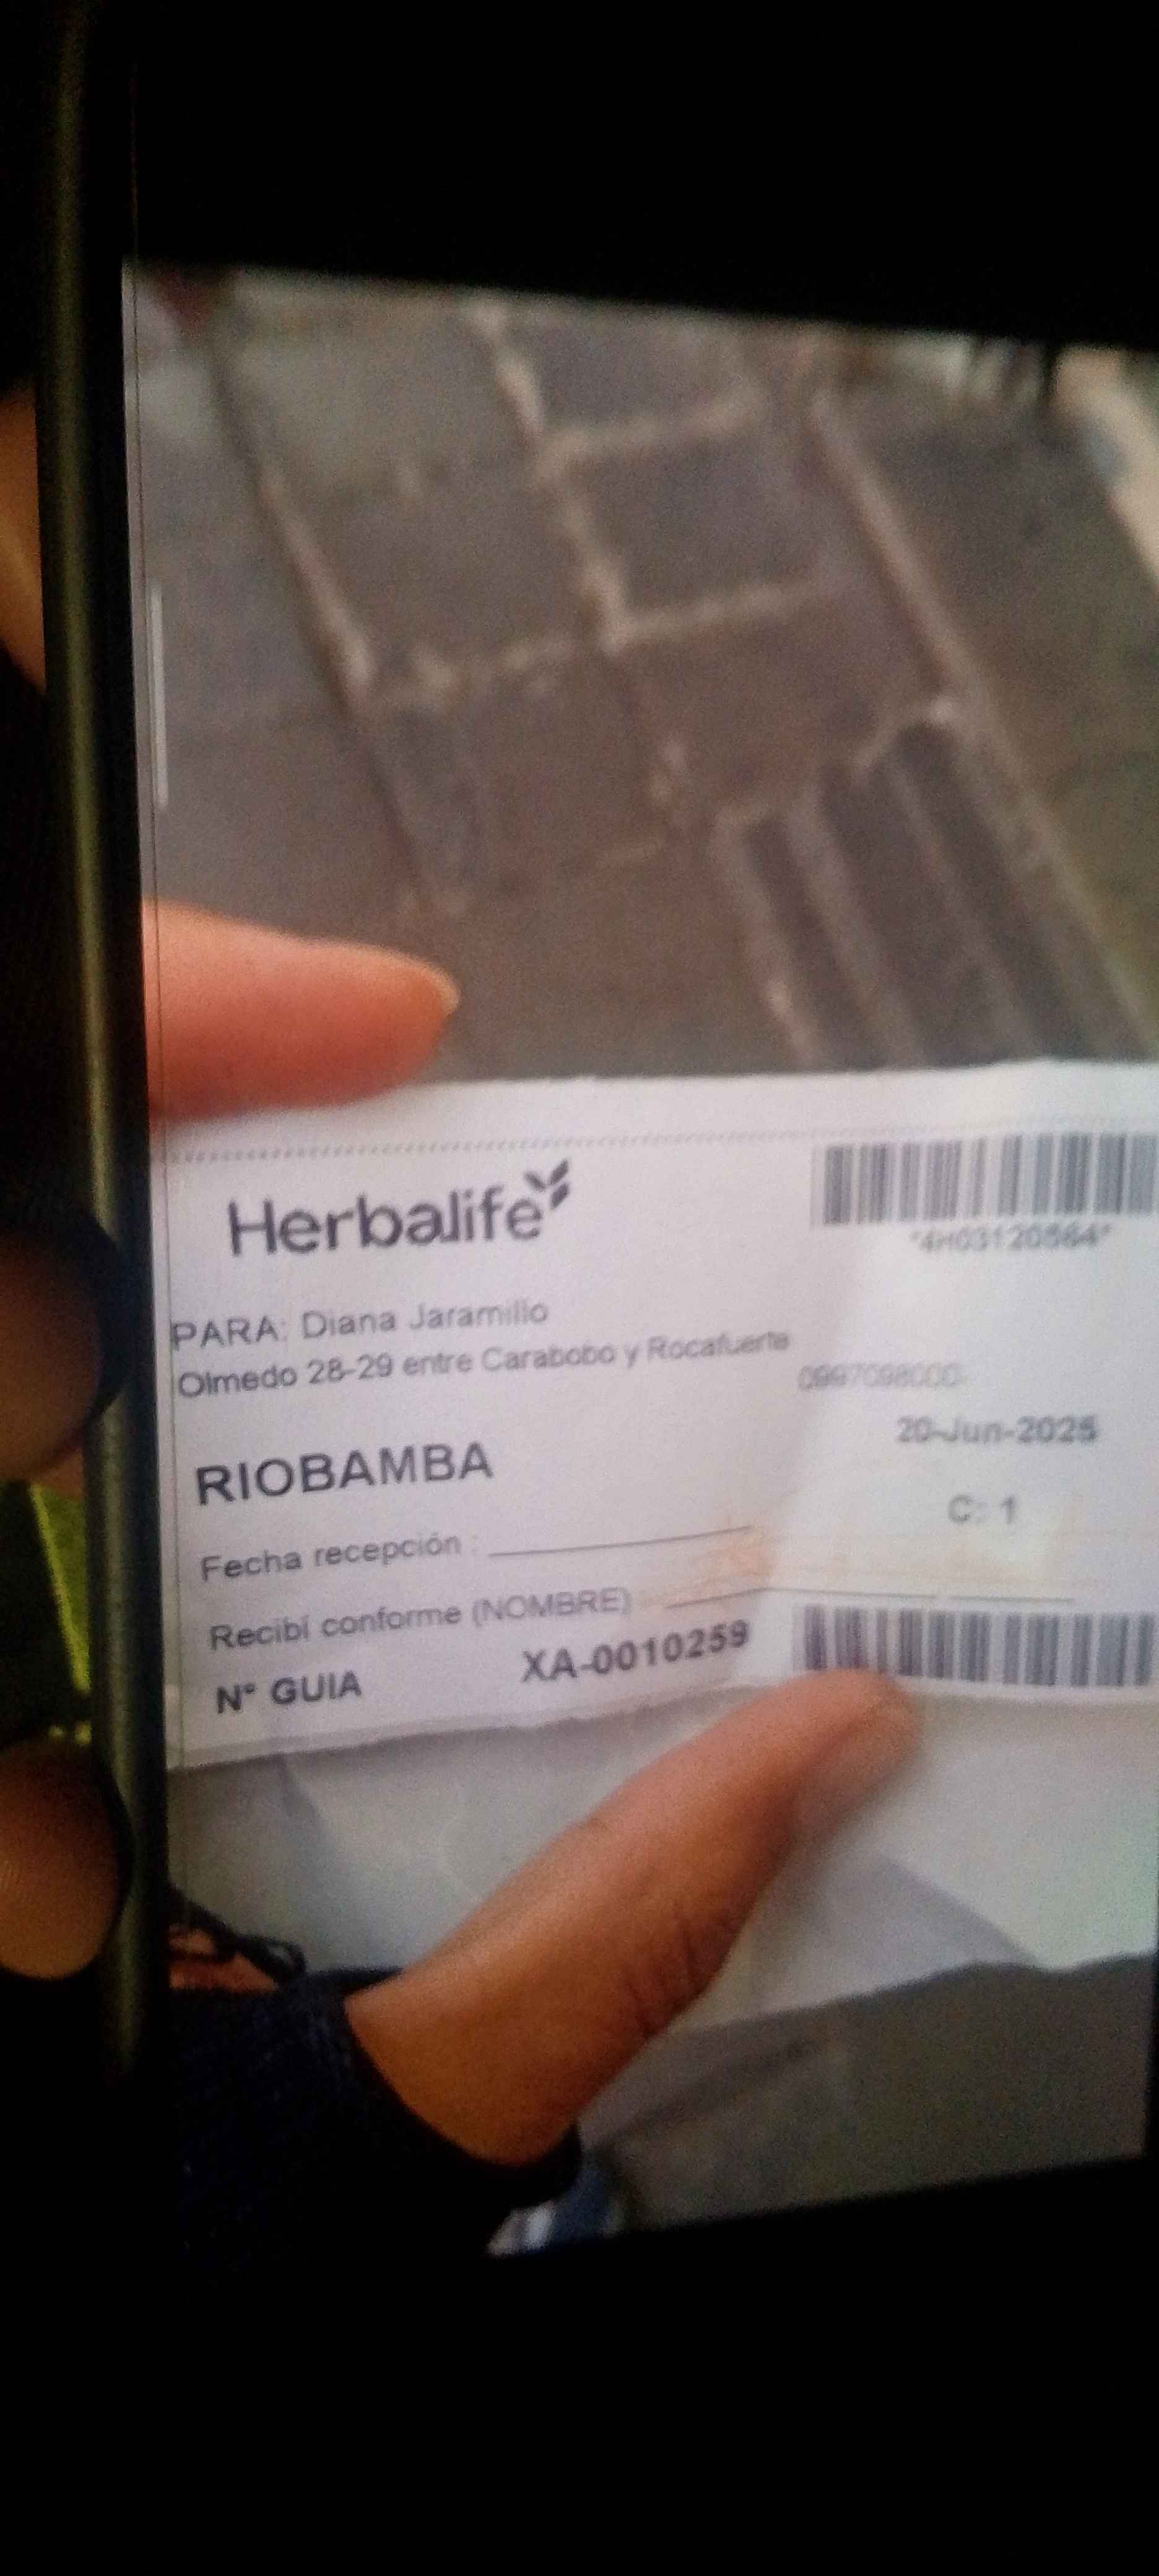 Herbalife
*4H03120564*
PARA: Diana Jaramillo
Olmedo 28-29 entre Carabobo y Rocafuerte
20-Jun-2025
RIOBAMBA
C: 1
Fecha recepción :
Recibí conforme (NOMBRE)
N° GUIA XA-0010259